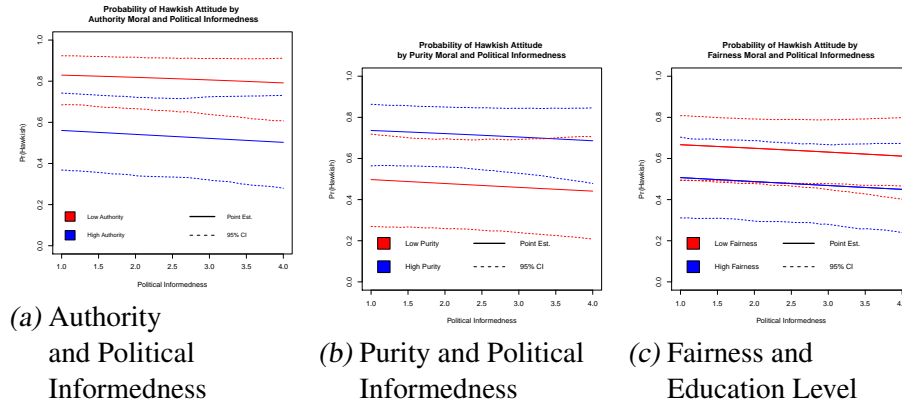 Probability of Hawkish Attitude by
Authority Moral and Political Informedness
Pr(Hawkish)
1.0
0.8
0.6
0.4
0.2
0.0
Low Authority
Point Est.
High Authority
95% CI
1.0 1.5 2.0 2.5 3.0 3.5 4.0
Political Informedness
(a) Authority
and Political
Informedness
Probability of Hawkish Attitude
by Purity Moral and Political Informedness
Pr(Hawkish)
1.0
0.8
0.6
0.4
0.2
0.0
Low Purity
Point Est.
High Purity
95% CI
1.0 1.5 2.0 2.5 3.0 3.5 4.0
Political Informedness
(b) Purity and Political
Informedness
Probability of Hawkish Attitude by
Fairness Moral and Political Informedness
Pr(Hawkish)
1.0
0.8
0.6
0.4
0.2
0.0
Low Fairness
Point Est.
High Fairness
95% CI
1.0 1.5 2.0 2.5 3.0 3.5 4.0
Political Informedness
(c) Fairness and
Education Level